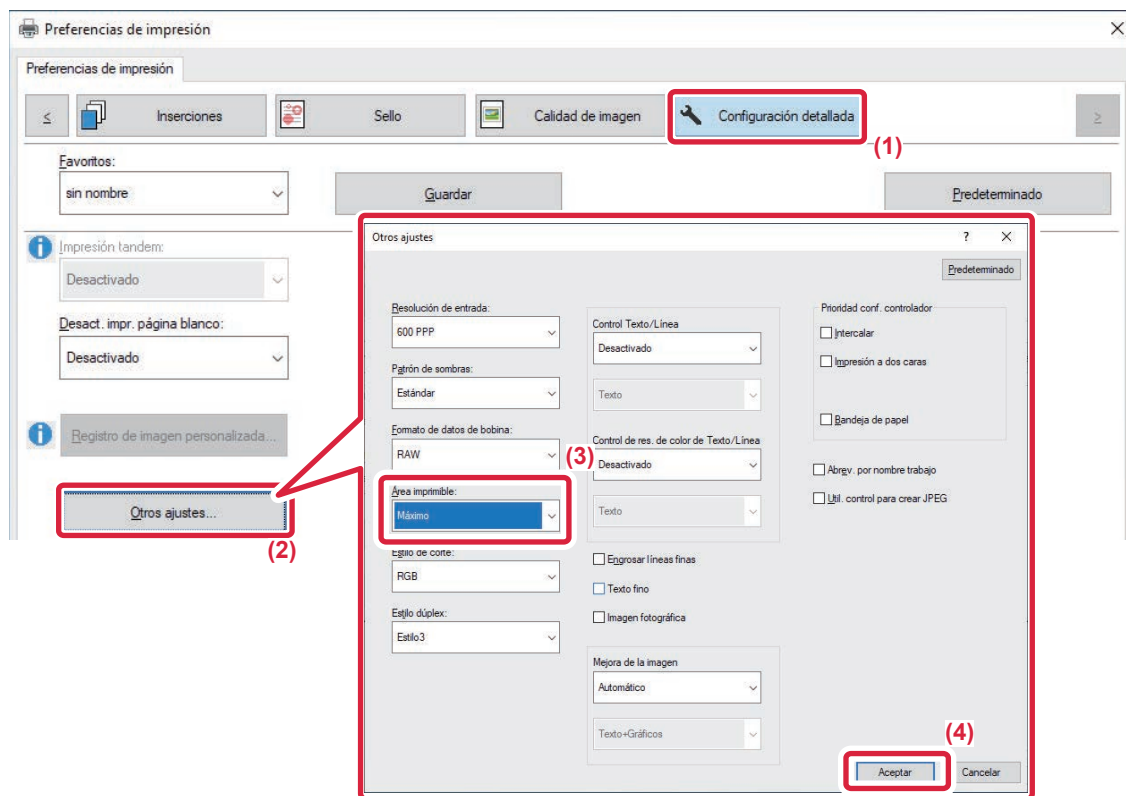 Preferencias de impresión
Preferencias de impresión
< Inserciones Sello Calidad de imagen Configuración detallada >
(1)
Favoritos:
sin nombre Guardar Predeterminado
Impresión tandem:
Desactivado
Desact. impr. página blanco:
Desactivado
Registro de imagen personalizada...
Otros ajustes...
(2)
Otros ajustes ?
Predeterminado
Resolución de entrada:
600 PPP
Patrón de sombras:
Estándar
Formato de datos de bobina:
RAW
(3)
Área imprimible:
Máximo
Estilo de corte:
RGB
Estilo dúplex:
Estilo3
Control Texto/Línea
Desactivado
Texto
Control de res. de color de Texto/Línea
Desactivado
Texto
Engrosar líneas finas
Texto fino
Imagen fotográfica
Mejora de la imagen
Automático
Texto+Gráficos
Prioridad conf. controlador
Intercalar
Impresión a dos caras
Bandeja de papel
Abrev. por nombre trabajo
Util. control para crear JPEG
(4)
Aceptar Cancelar